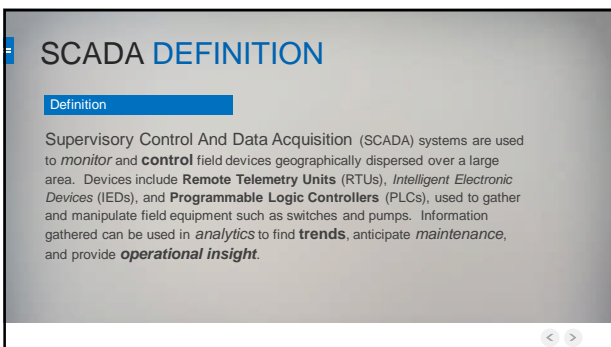 SCADA DEFINITION
Definition
Supervisory Control And Data Acquisition (SCADA) systems are used
to monitor and control field devices geographically dispersed over a large
area. Devices include Remote Telemetry Units (RTUs), Intelligent Electronic
Devices (IEDs), and Programmable Logic Controllers (PLCs), used to gather
and manipulate field equipment such as switches and pumps. Information
gathered can be used in analytics to find trends, anticipate maintenance,
and provide operational insight.